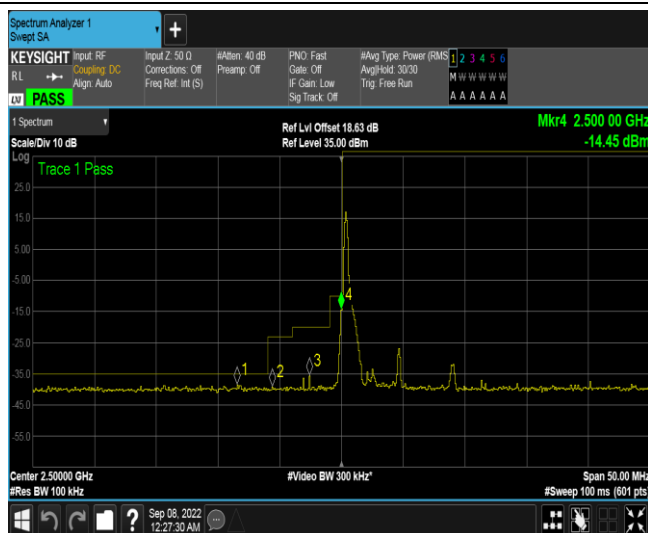 Spectrum Analyzer 1
Swept SA
+
KEYSIGHT
RL
LXI PASS
Input: RF
Coupling: DC
Align: Auto
Input Z: 50 Ω
Corrections: Off
Freq Ref: Int (S)
#Atten: 40 dB
Preamp: Off
PNO: Fast
Gate: Off
IF Gain: Low
Sig Track: Off
#Avg Type: Power (RMS
Avg|Hold: 30/30
Trig: Free Run
1 2 3 4 5 6
M W W W W W
A A A A A A
1 Spectrum
Scale/Div 10 dB
Log
Ref Lvl Offset 18.63 dB
Ref Level 35.00 dBm
Mkr4 2.500 00 GHz
-14.45 dBm
Trace 1 Pass
25.0
15.0
5.00
-5.00
-15.0
-25.0
-35.0
-45.0
-55.0
1
2
3
4
Center 2.50000 GHz
#Res BW 100 kHz
#Video BW 300 kHz*
Span 50.00 MHz
#Sweep 100 ms (601 pts)
?
Sep 08, 2022
12:27:30 AM